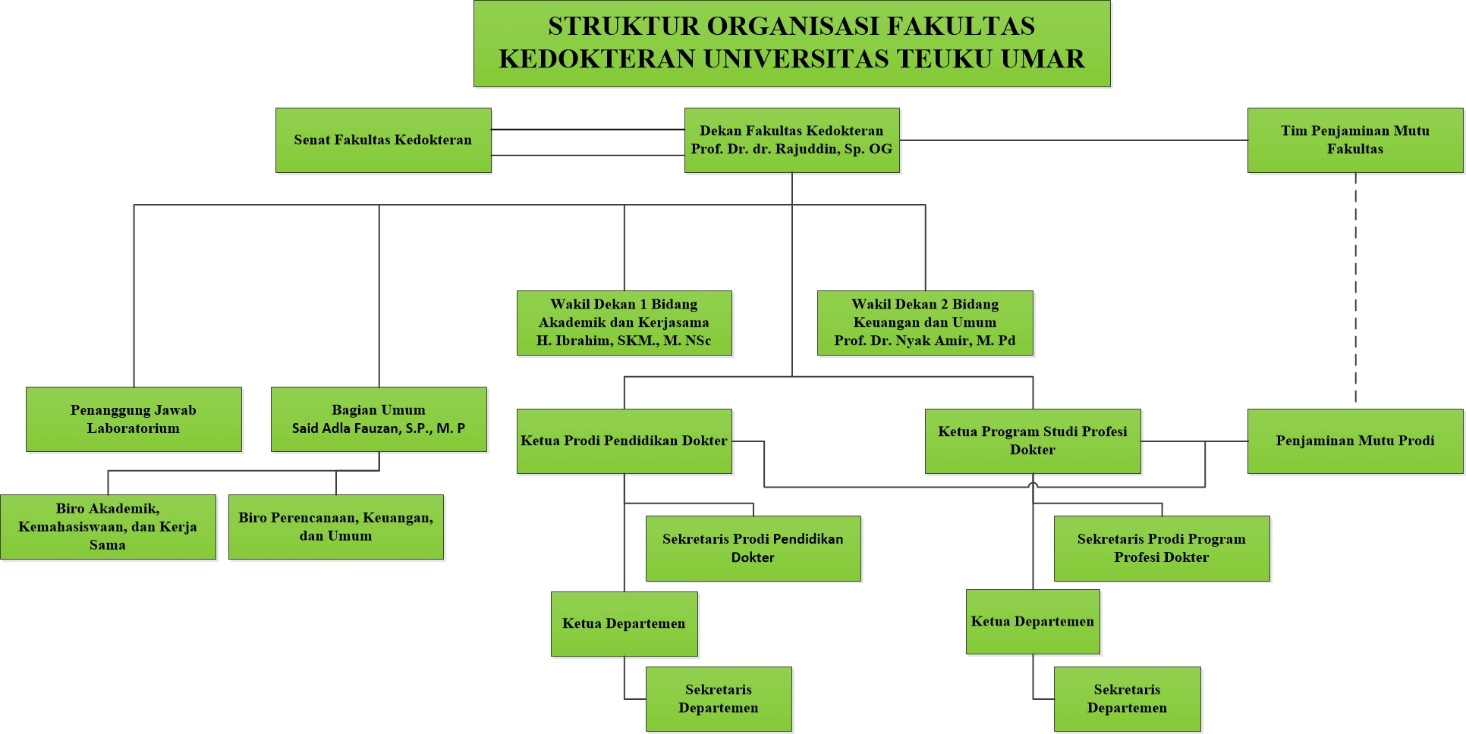 STRUKTUR ORGANISASI FAKULTAS
KEDOKTERAN UNIVERSITAS TEUKU UMAR
Senat Fakultas Kedokteran
Dekan Fakultas Kedokteran
Prof. Dr. dr. Rajuddin, Sp. OG
Tim Penjaminan Mutu
Fakultas
Wakil Dekan 1 Bidang
Akademik dan Kerjasama
H. Ibrahim, SKM., M. NSc
Wakil Dekan 2 Bidang
Keuangan dan Umum
Prof. Dr. Nyak Amir, M. Pd
Penanggung Jawab
Laboratorium
Bagian Umum
Said Adla Fauzan, S.P., M. P
Ketua Prodi Pendidikan Dokter
Ketua Program Studi Profesi
Dokter
Penjaminan Mutu Prodi
Biro Akademik,
Kemahasiswaan, dan Kerja
Sama
Biro Perencanaan, Keuangan,
dan Umum
Sekretaris Prodi Pendidikan
Dokter
Sekretaris Prodi Program
Profesi Dokter
Ketua Departemen
Ketua Departemen
Sekretaris
Departemen
Sekretaris
Departemen